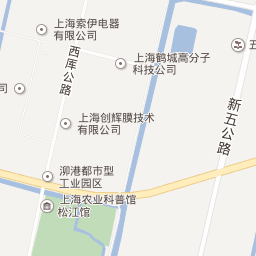 上海索伊电器
有限公司
西厍公路
上海鹤城高分子
科技公司
五
司
新五公路
上海创辉膜技术
有限公司
泖港都市型
工业园区
上海农业科普馆
松江馆